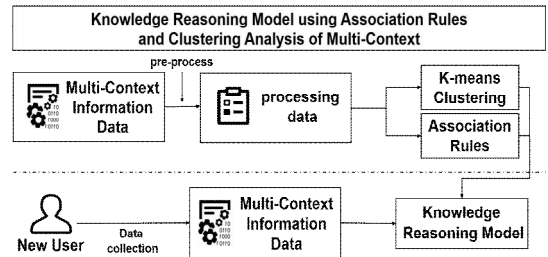 Knowledge Reasoning Model using Association Rules
and Clustering Analysis of Multi-Context
pre-process
Multi-Context
Information
Data
processing
data
K-means
Clustering
Association
Rules
New User
Data
collection
Multi-Context
Information
Data
Knowledge
Reasoning Model